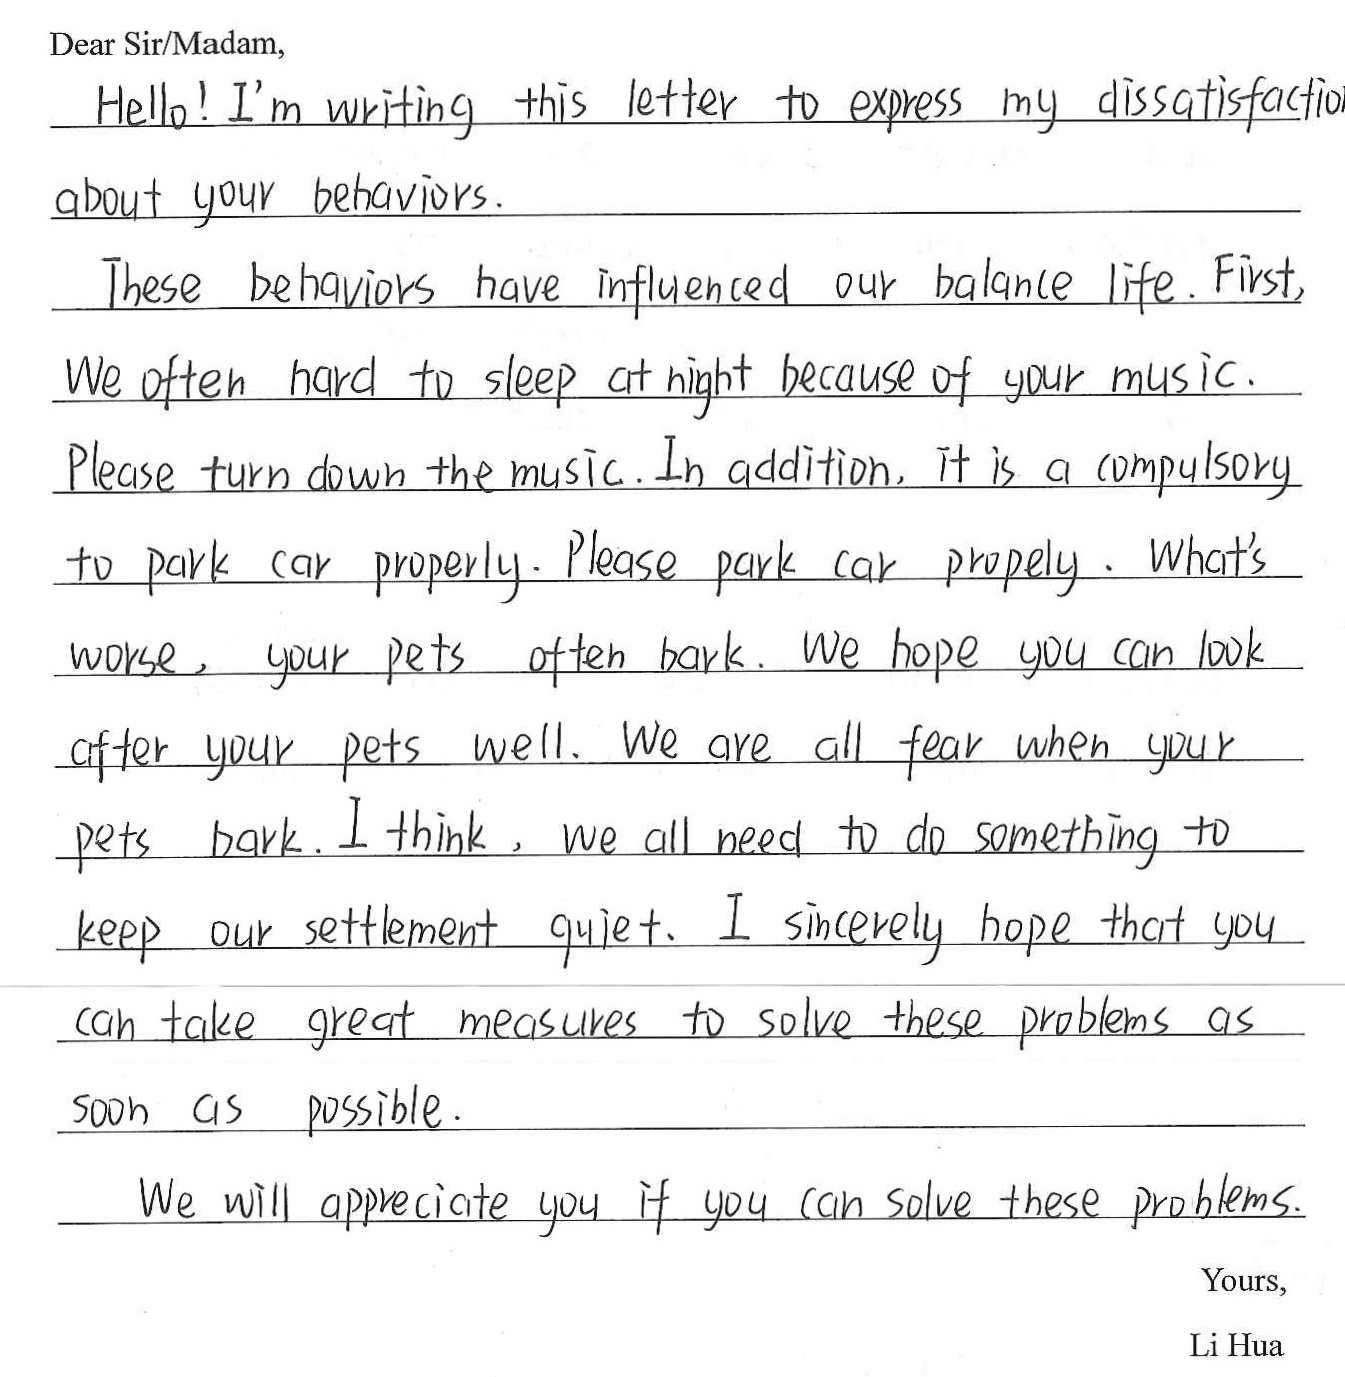 Dear Sir/Madam,
Hello! I'm writing this letter to express my dissatisfaction
about your behaviors.
These behaviors have influenced our balance life. First,
We often hard to sleep at night because of your music.
Please turn down the music. In addition, it is a compulsory
to park car properly. Please park car propely. What's
worse, your pets often bark. We hope you can look
after your pets well. We are all fear when your
pets bark. I think, we all need to do something to
keep our settlement quiet. I sincerely hope that you
can take great measures to solve these problems as
soon as possible.
We will appreciate you if you can solve these problems.
Yours,
Li Hua